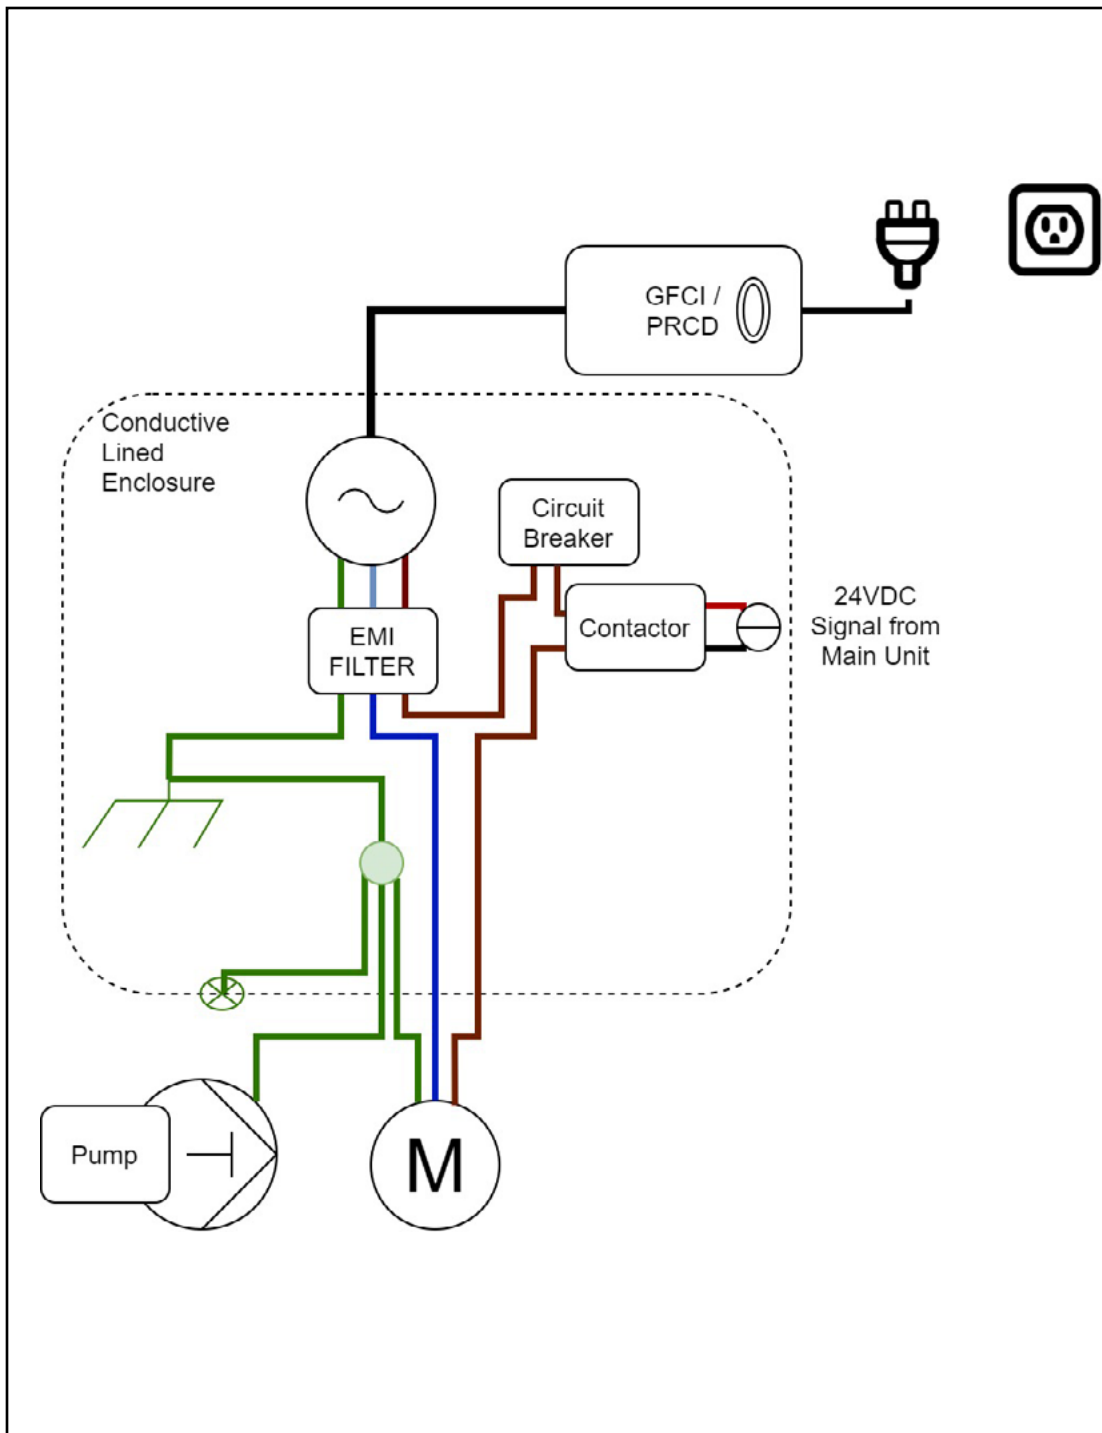 GFCI /
PRCD
Conductive
Lined
Enclosure
Circuit
Breaker
EMI
FILTER
Contactor
24VDC
Signal from
Main Unit
Pump
M